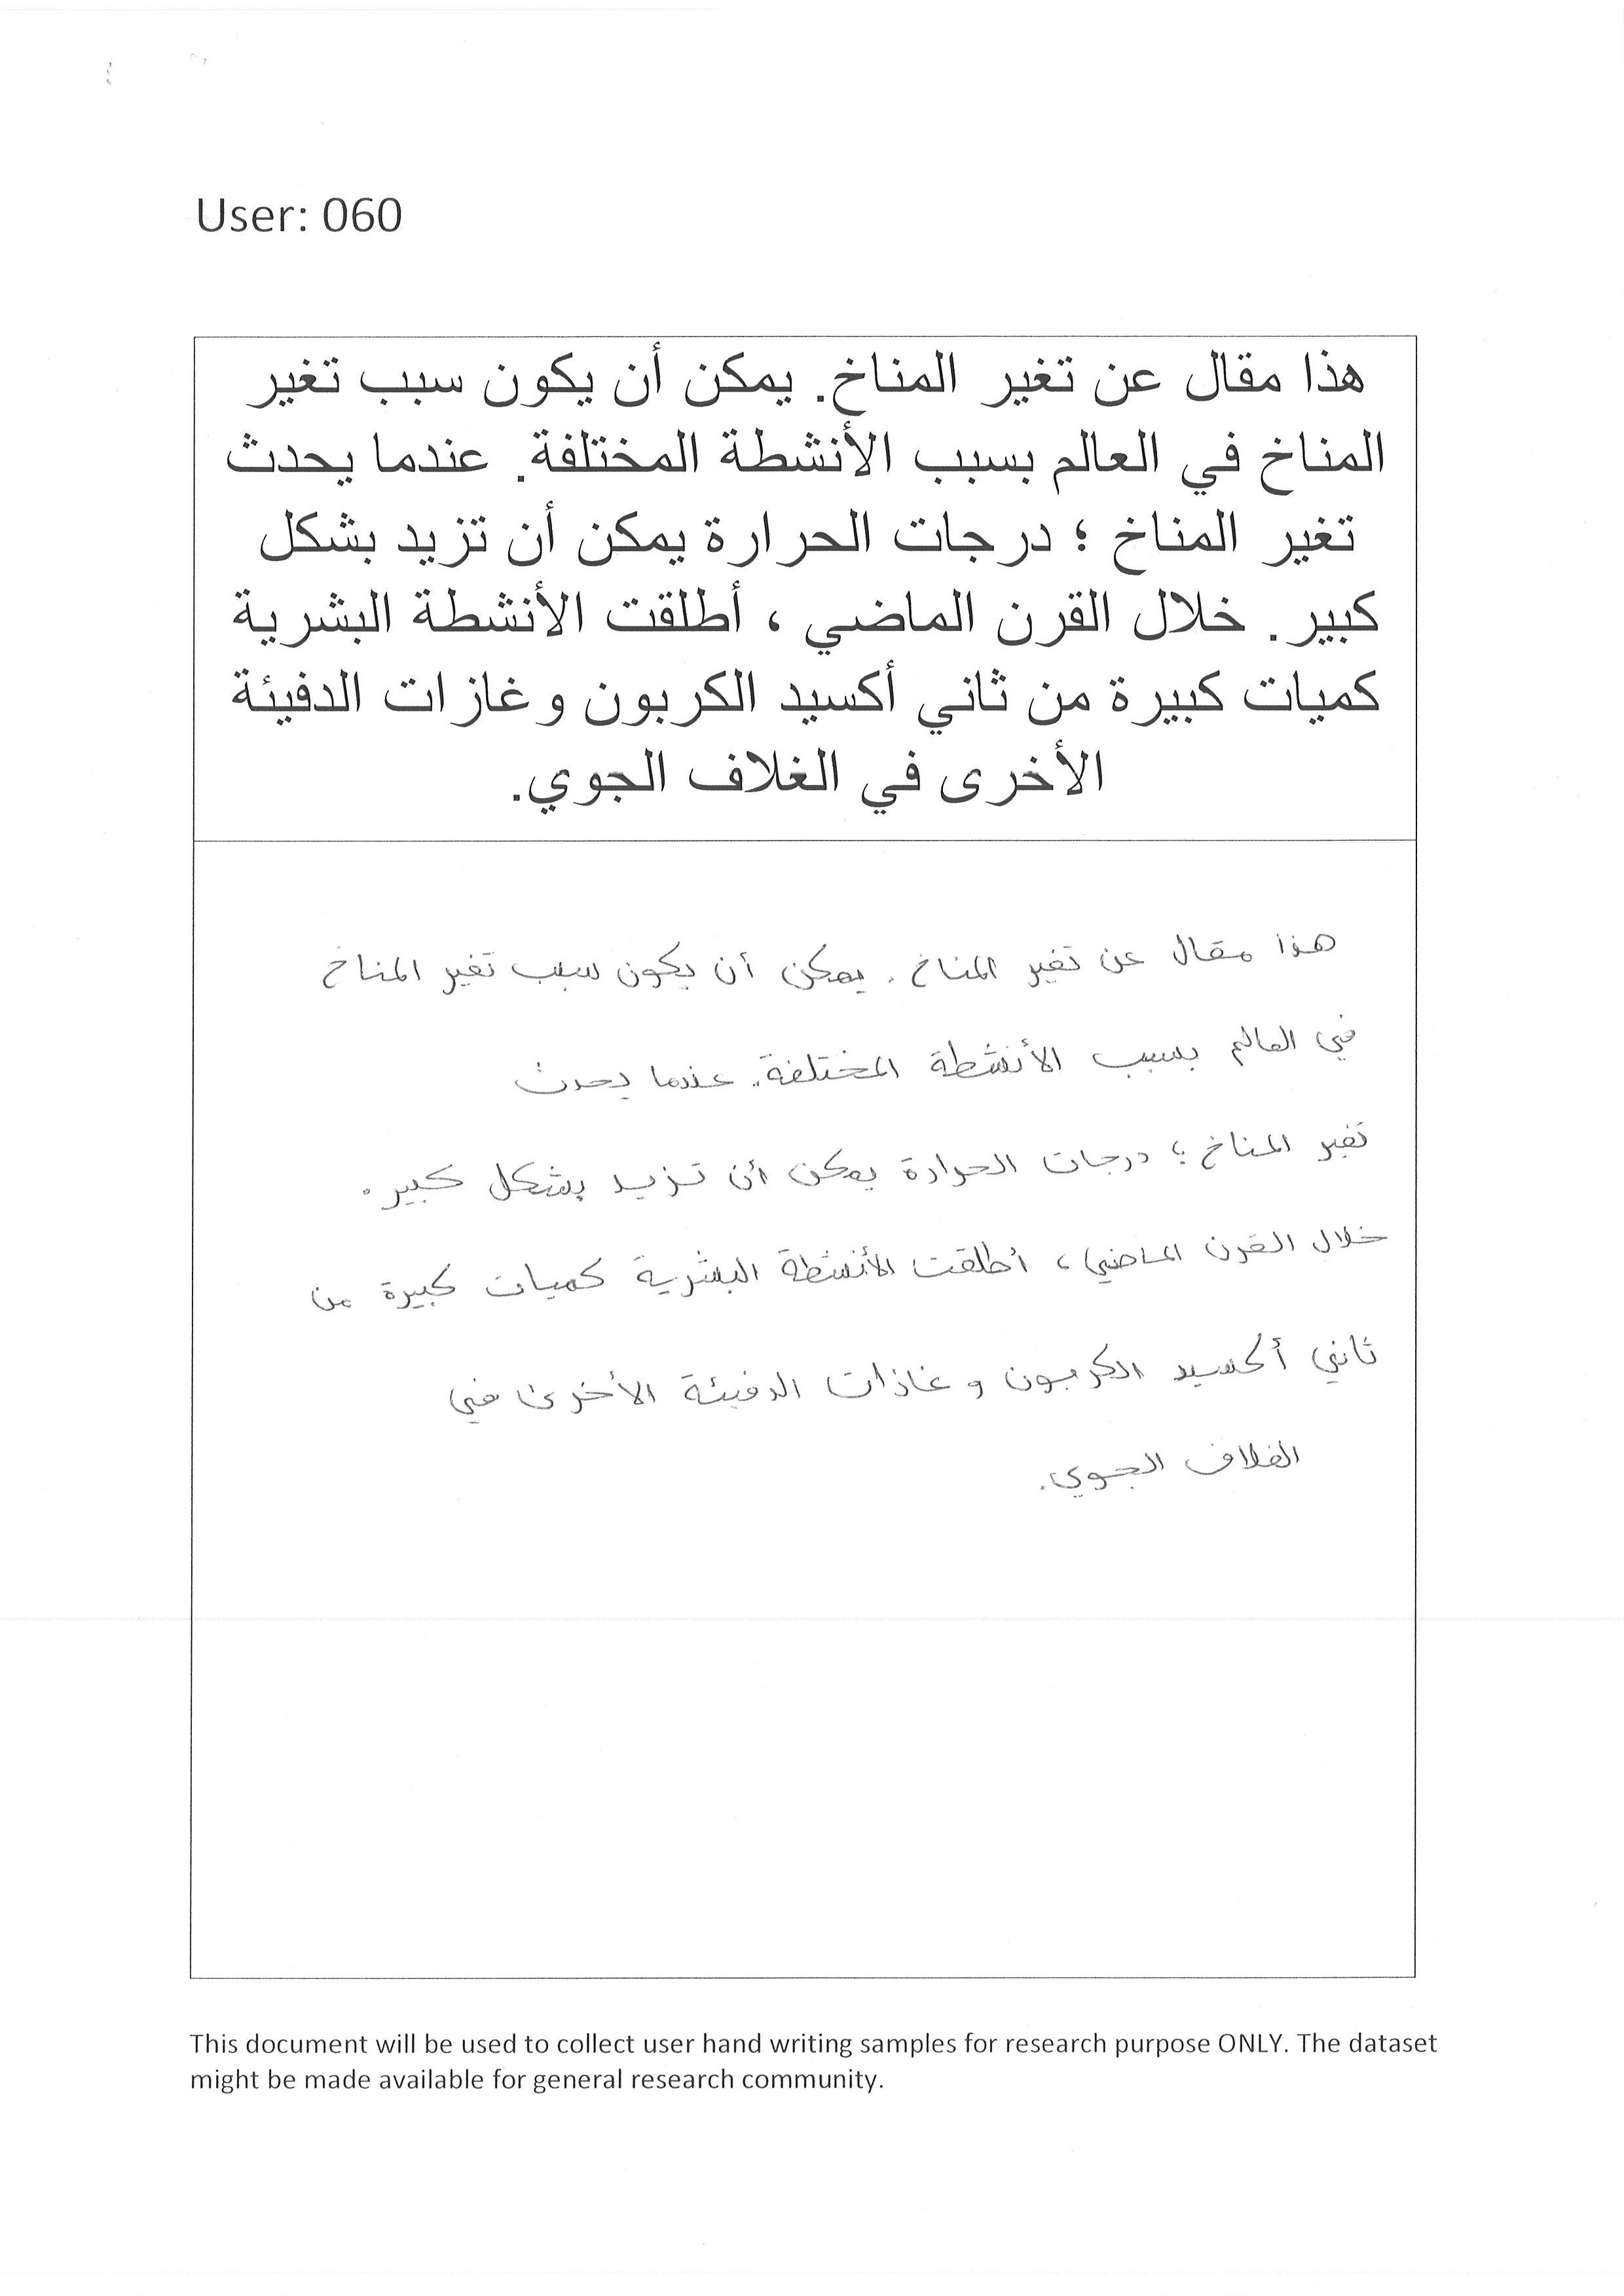 User: 060
هذا مقال عن تغير المناخ. يمكن أن يكون سبب تغير
المناخ في العالم بسبب الأنشطة المختلفة. عندما يحدث
تغير المناخ ؛ درجات الحرارة يمكن أن تزيد بشكل
كبير. خلال القرن الماضي ، أطلقت الأنشطة البشرية
كميات كبيرة من ثاني أكسيد الكربون وغازات الدفيئة
الأخرى في الغلاف الجوي.
هذا مقال عن تغير المناخ. يمكن أن يكون سبب تغير المناخ
في العالم بسبب الأنشطة المختلفة. عندما يحدث
تغير المناخ ؛ درجات الحرارة يمكن أن تزيد بشكل كبير.
خلال القرن الماضي ، أطلقت الأنشطة البشرية كميات كبيرة من
ثاني أكسيد الكربون و غازات الدفيئة الأخرى في
الغلاف الجوي.
This document will be used to collect user hand writing samples for research purpose ONLY. The dataset
might be made available for general research community.